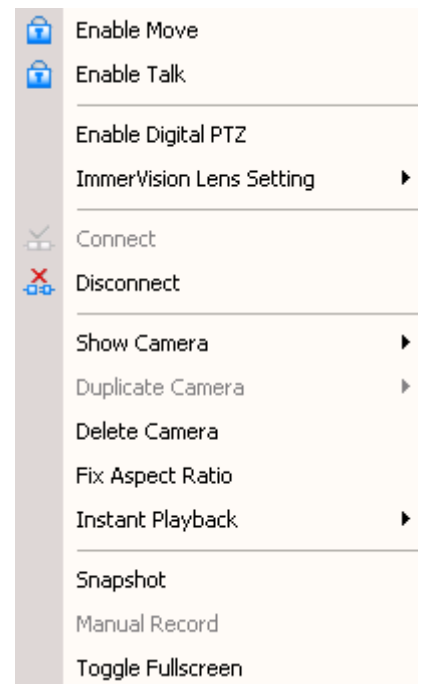 Enable Move
Enable Talk
Enable Digital PTZ
ImmerVision Lens Setting
Connect
Disconnect
Show Camera
Duplicate Camera
Delete Camera
Fix Aspect Ratio
Instant Playback
Snapshot
Manual Record
Toggle Fullscreen